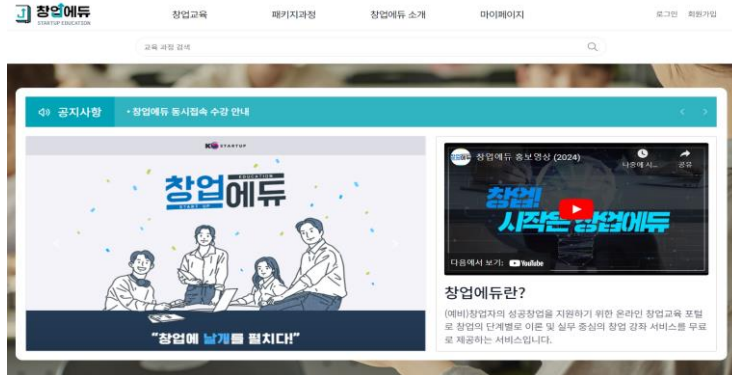 창업에듀
STARTUP EDUCATION
창업교육 패키지과정 창업에듀 소개 마이페이지 로그인 회원가입
교육 과정 검색
공지사항 · 창업에듀 동시접속 수강 안내
K STARTUP
창업에듀
EDUCATION
START UP
"창업에 날개를 펼치다!"
창업에듀 홍보영상 (2024)
나중에 시... 공유
창업!
시작은 창업에듀
다음에서 보기: YouTube
창업에듀란?
(예비)창업자의 성공창업을 지원하기 위한 온라인 창업교육 포털
로 창업의 단계별로 이론 및 실무 중심의 창업 강좌 서비스를 무료
로 제공하는 서비스입니다.